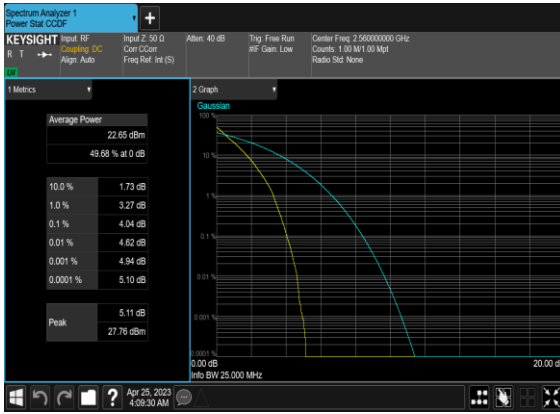 Spectrum Analyzer 1
Power Stat CCDF
+
KEYSIGHT
R T
LVI
Input: RF
Coupling: DC
Align: Auto
Input Z: 50 Ω
Corr CCorr
Freq Ref: Int (S)
Atten: 40 dB
Trig: Free Run
#IF Gain: Low
Center Freq: 2.560000000 GHz
Counts: 1.00 M/1.00 Mpt
Radio Std: None
1 Metrics
Average Power
22.65 dBm
49.68 % at 0 dB
10.0 % 1.73 dB
1.0 % 3.27 dB
0.1 % 4.04 dB
0.01 % 4.62 dB
0.001 % 4.94 dB
0.0001 % 5.10 dB
Peak
5.11 dB
27.76 dBm
2 Graph
Gaussian
100 %
10 %
1 %
0.1 %
0.01 %
0.001 %
0.0001 %
0.00 dB
20.00 d
Info BW 25.000 MHz
?
Apr 25, 2023
4:09:30 AM